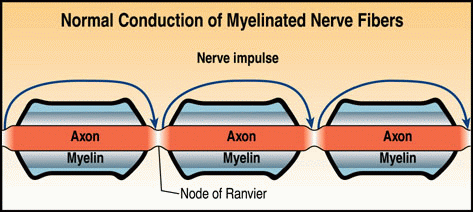 Normal Conduction of Myelinated Nerve Fibers
Nerve impulse
Axon
Axon
Axon
Myelin
Myelin
Myelin
Node of Ranvier